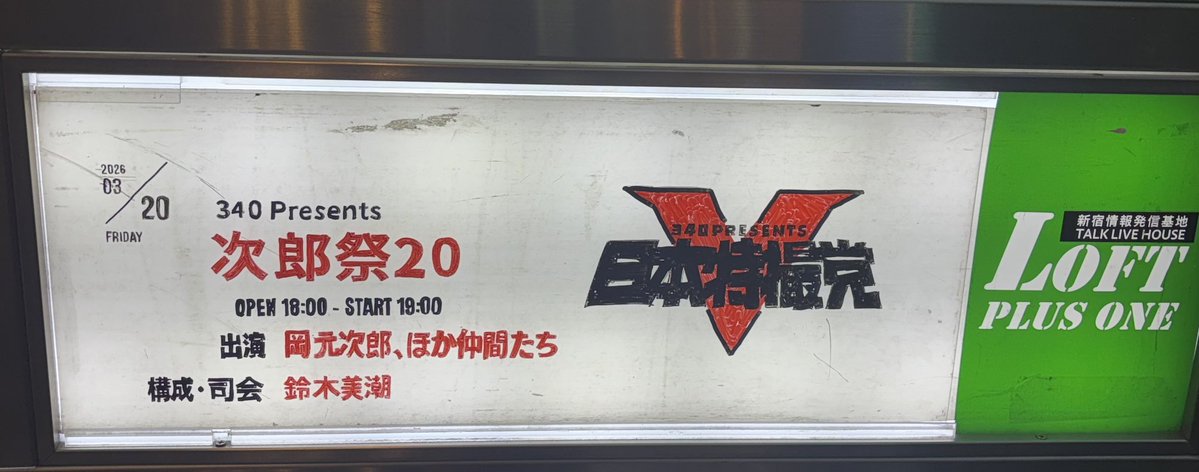 2026
03/20
FRIDAY
340 Presents
次郎祭20
OPEN 18:00 - START 19:00
出演 岡元次郎、ほか仲間たち
構成・司会 鈴木美潮
340 PRESENTS
日本特撮党
新宿情報発信基地
TALK LIVE HOUSE
LOFT
PLUS ONE